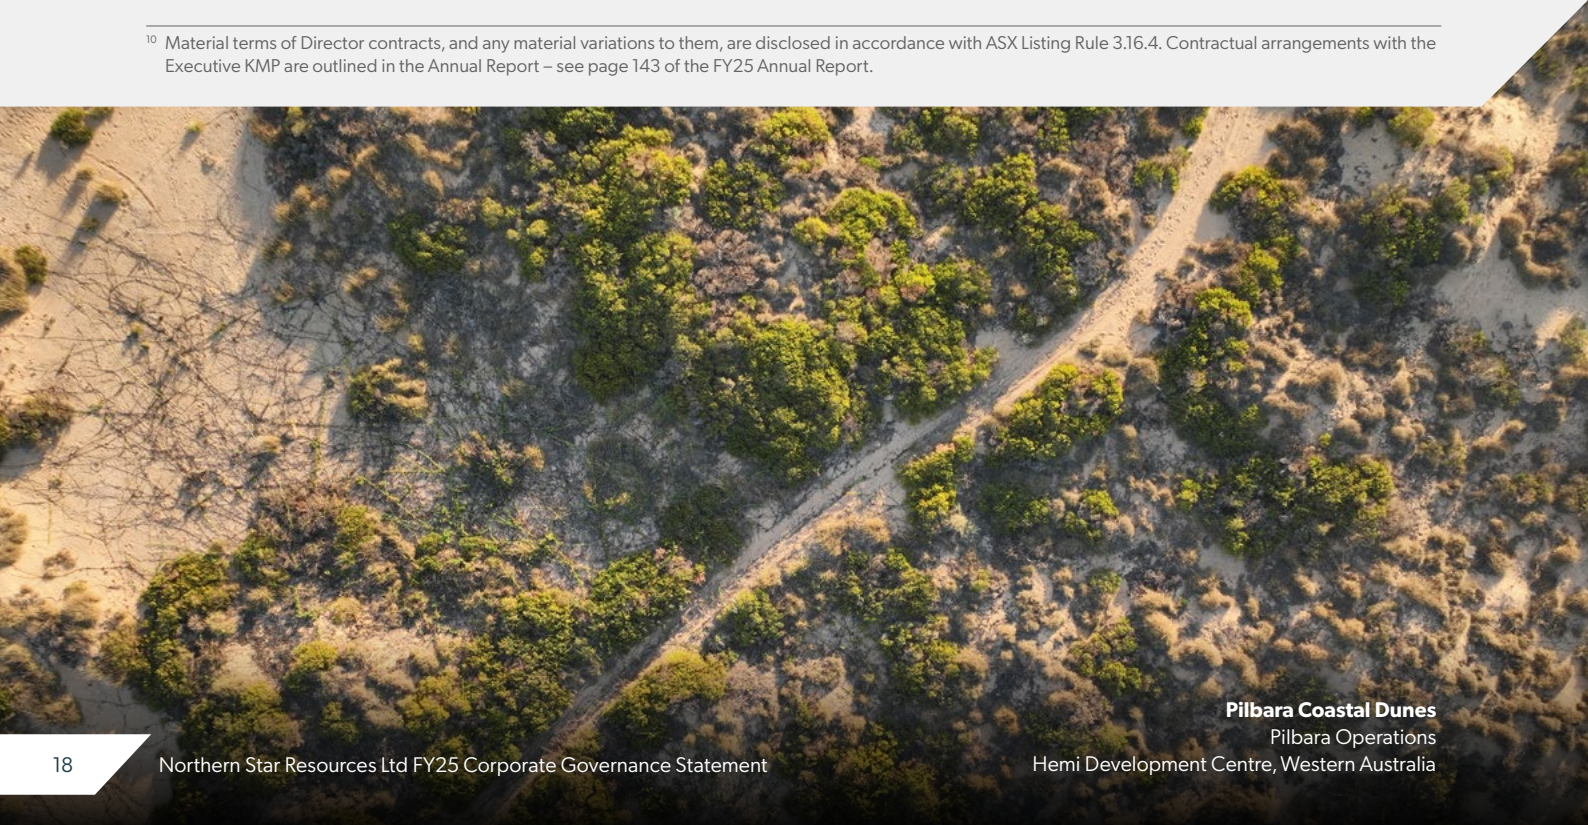 10 Material terms of Director contracts, and any material variations to them, are disclosed in accordance with ASX Listing Rule 3.16.4. Contractual arrangements with the
Executive KMP are outlined in the Annual Report – see page 143 of the FY25 Annual Report.
Pilbara Coastal Dunes
Pilbara Operations
Hemi Development Centre, Western Australia
18
Northern Star Resources Ltd FY25 Corporate Governance Statement